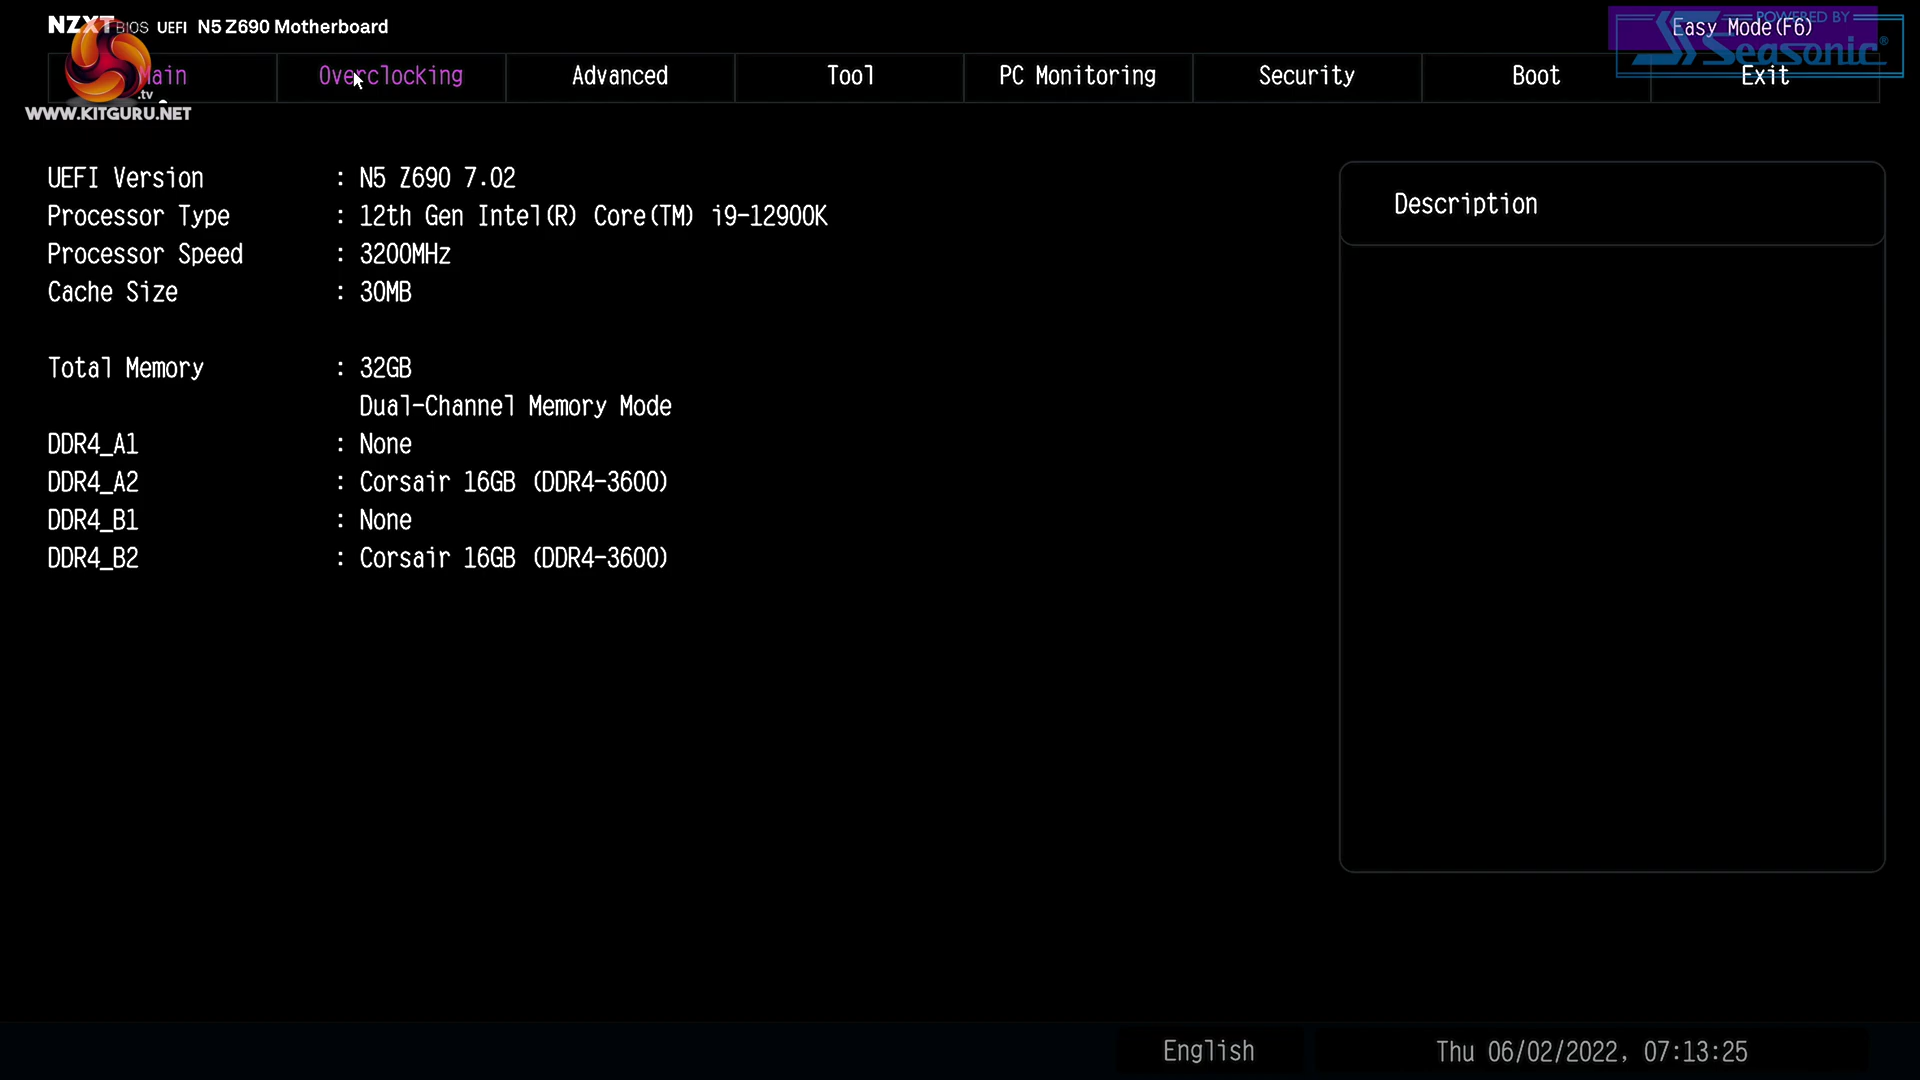 NZXT BIOS UEFI N5 Z690 Motherboard
Easy Mode(F6)
POWERED BY
Seasonic®
Main Overclocking Advanced Tool PC Monitoring Security Boot Exit
.tv
WWW.KITGURU.NET
UEFI Version : N5 Z690 7.02
Processor Type : 12th Gen Intel(R) Core(TM) i9-12900K
Processor Speed : 3200MHz
Cache Size : 30MB
Total Memory : 32GB
Dual-Channel Memory Mode
DDR4_A1 : None
DDR4_A2 : Corsair 16GB (DDR4-3600)
DDR4_B1 : None
DDR4_B2 : Corsair 16GB (DDR4-3600)
Description
English
Thu 06/02/2022, 07:13:25